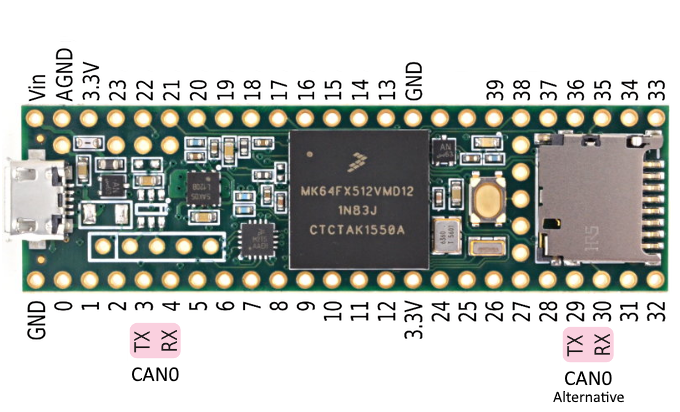 Vin AGND 3.3V 23 22 21 20 19 18 17 16 15 14 13 GND 39 38 37 36 35 34 33
MK64FX512VMD12
1N83J
CTCTAK1550A
GND 0 1 2 3 4 5 6 7 8 9 10 11 12 3.3V 24 25 26 27 28 29 30 31 32
TX RX
CAN0
TX RX
CAN0
Alternative